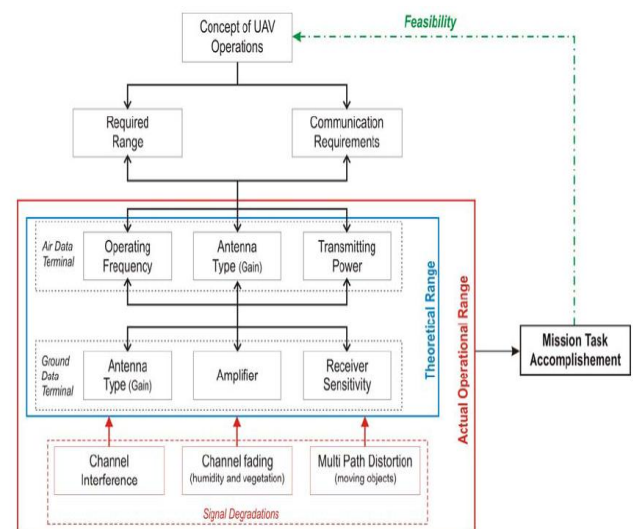 Concept of UAV
Operations
Feasibility
Required
Range
Communication
Requirements
Air Data
Terminal
Operating
Frequency
Antenna
Type (Gain)
Transmitting
Power
Theoretical Range
Actual Operational Range
Mission Task
Accomplishement
Ground
Data
Terminal
Antenna
Type (Gain)
Amplifier
Receiver
Sensitivity
Channel
Interference
Channel fading
(humidity and vegetation)
Multi Path Distortion
(moving objects)
Signal Degradations